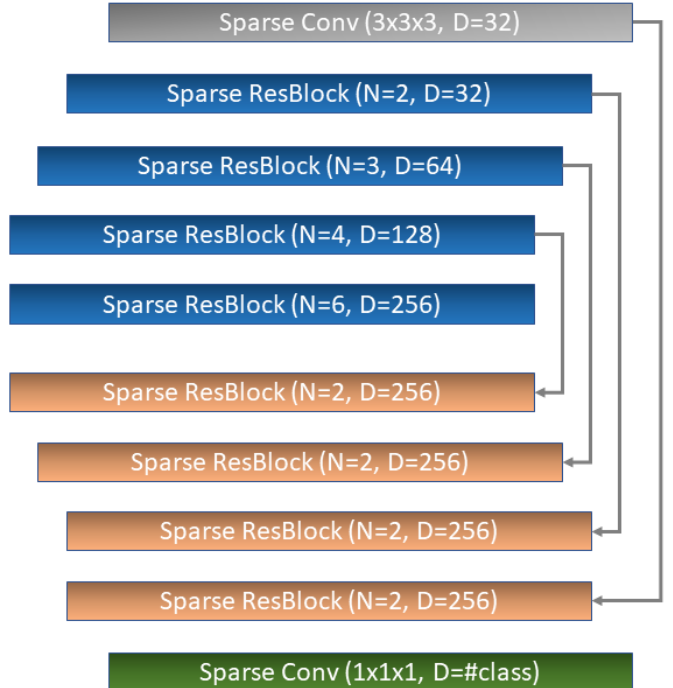 Sparse Conv (3x3x3, D=32)
Sparse ResBlock (N=2, D=32)
Sparse ResBlock (N=3, D=64)
Sparse ResBlock (N=4, D=128)
Sparse ResBlock (N=6, D=256)
Sparse ResBlock (N=2, D=256)
Sparse ResBlock (N=2, D=256)
Sparse ResBlock (N=2, D=256)
Sparse ResBlock (N=2, D=256)
Sparse Conv (1x1x1, D=#class)